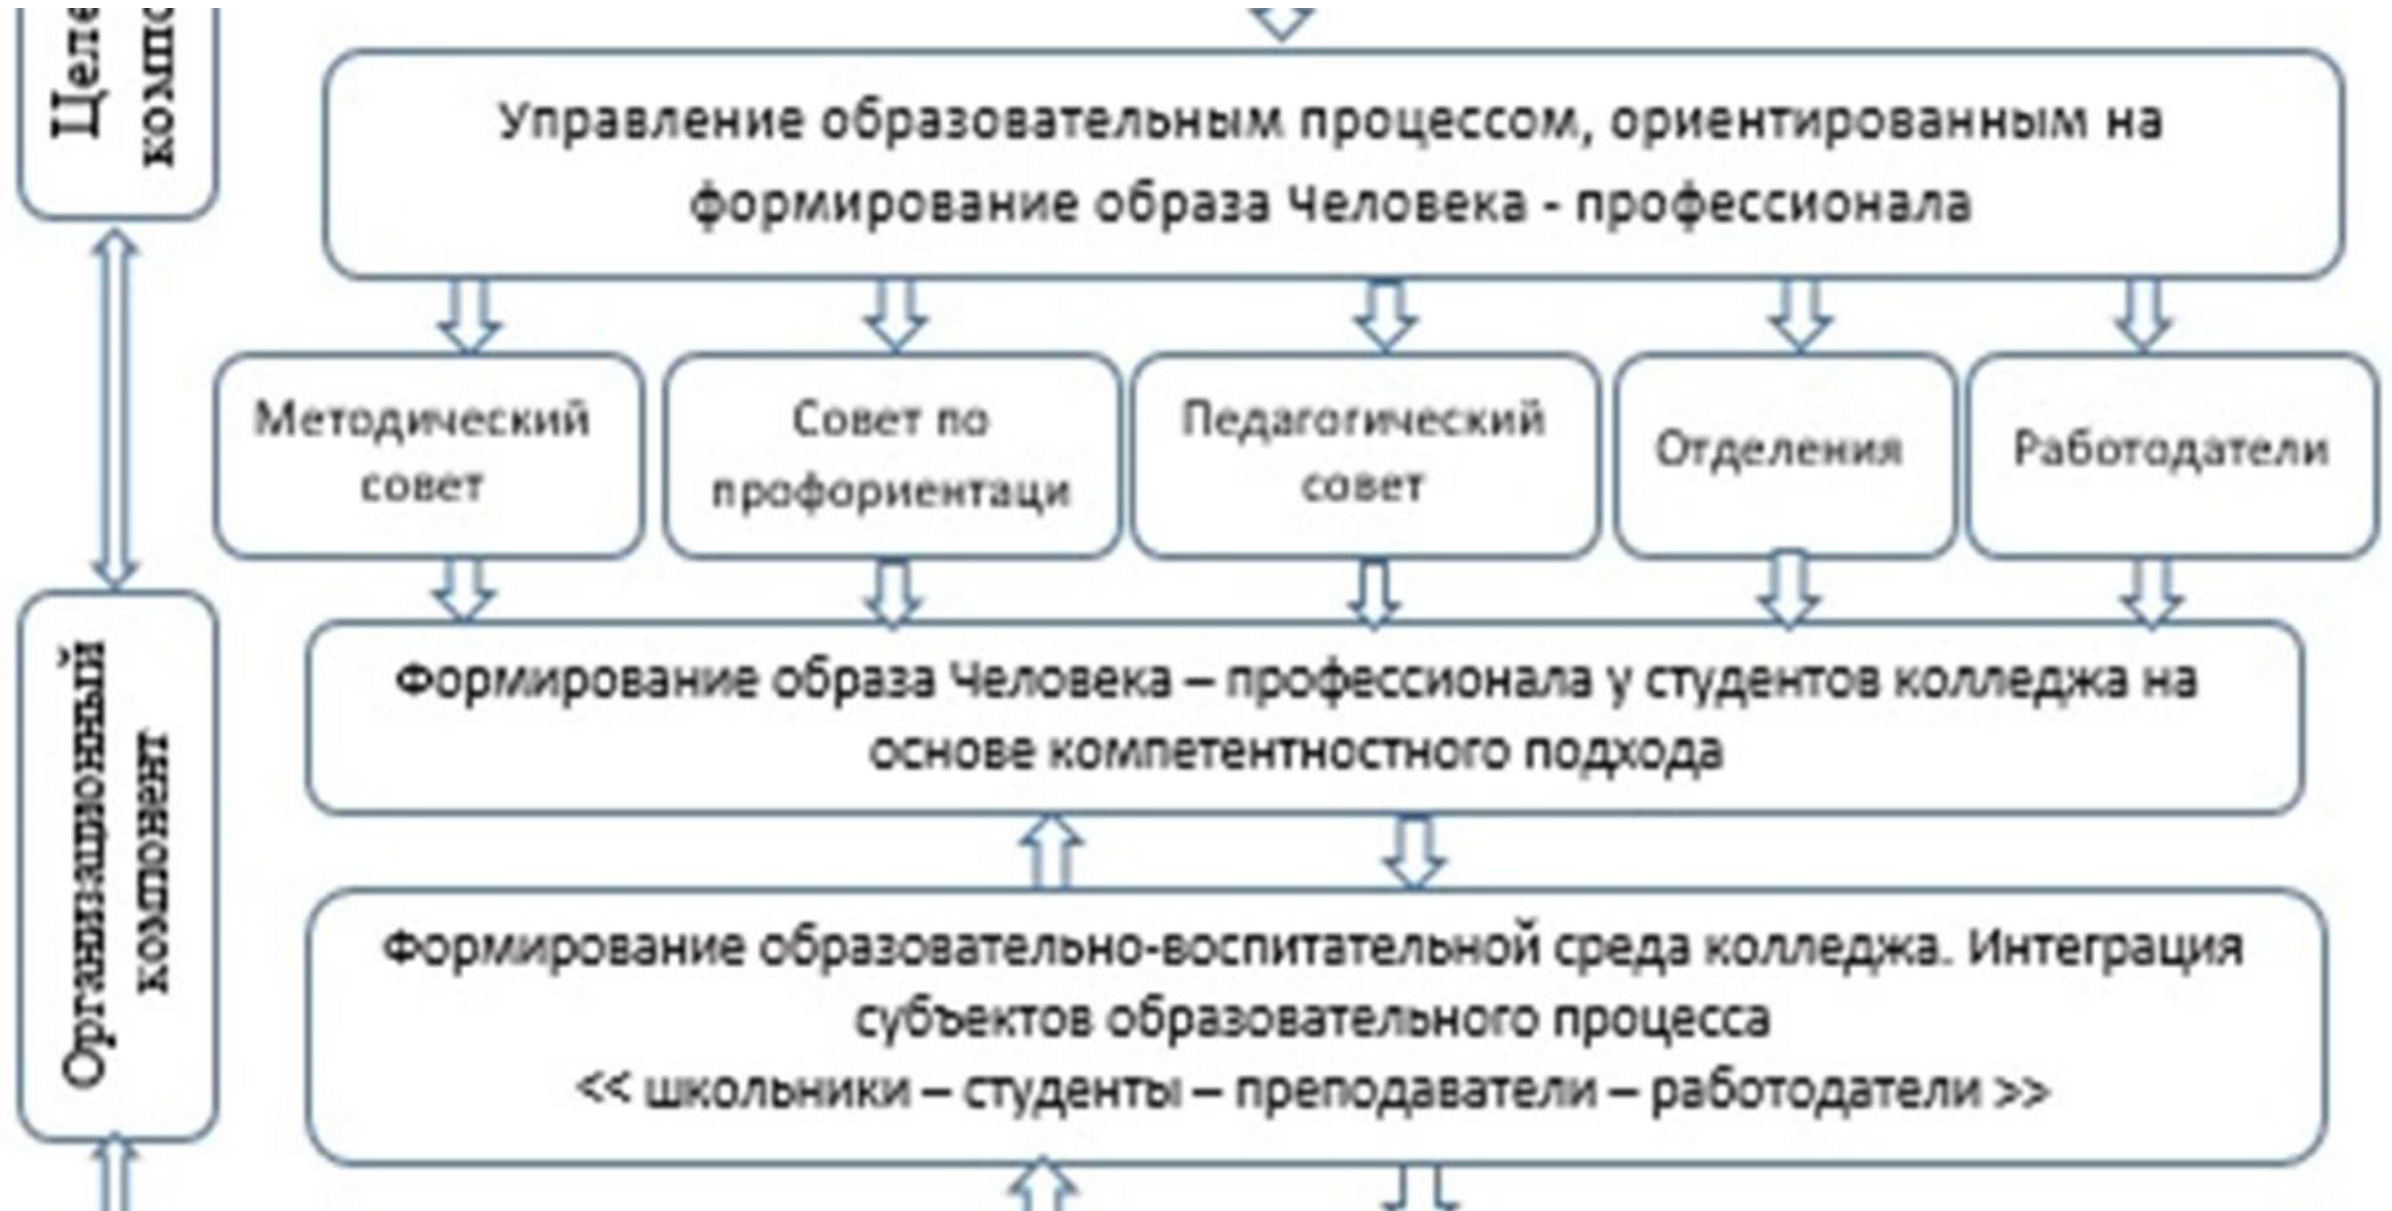 Управление образовательным процессом, ориентированным на
формирование образа Человека - профессионала
Методический
совет
Совет по
профориентаци
Педагогический
совет
Отделения
Работодатели
Организационный
компонент
Формирование образа Человека – профессионала у студентов колледжа на
основе компетентностного подхода
Формирование образовательно-воспитательной среда колледжа. Интеграция
субъектов образовательного процесса
<< школьники – студенты – преподаватели – работодатели >>